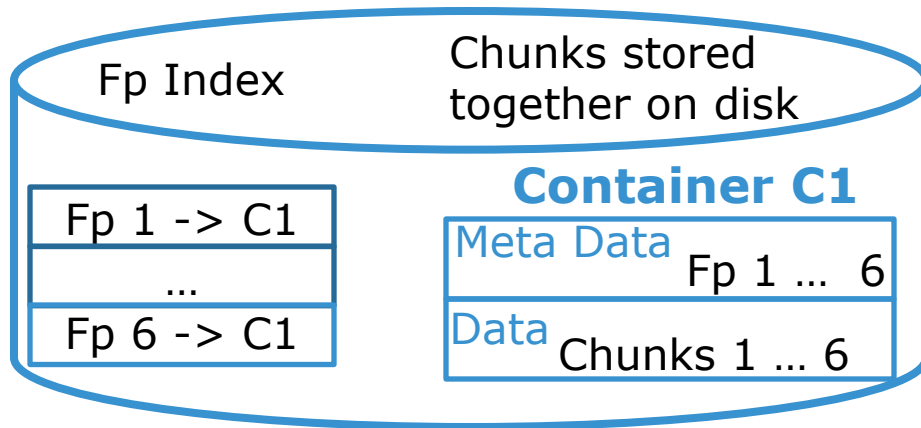 Fp Index
Chunks stored
together on disk
Container C1
Fp 1 -> C1
...
Fp 6 -> C1
Meta Data
Fp 1 ... 6
Data
Chunks 1 ... 6